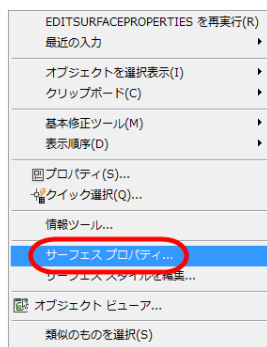 EDITSURFACEPROPERTIES を再実行(R)
最近の入力
オブジェクトを選択表示(I)
クリップボード(C)
基本修正ツール(M)
表示順序(D)
プロパティ(S)...
クイック選択(Q)...
情報ツール...
サーフェス プロパティ...
サーフェス スタイルを編集...
オブジェクト ビューア...
類似のものを選択(S)